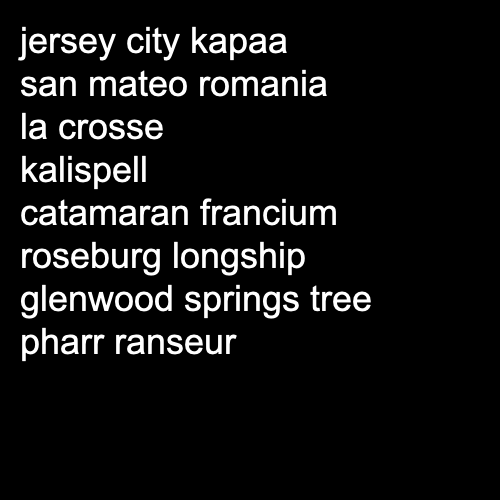 jersey city kapaa
san mateo romania
la crosse
kalispell
catamaran francium
roseburg longship
glenwood springs tree
pharr ranseur